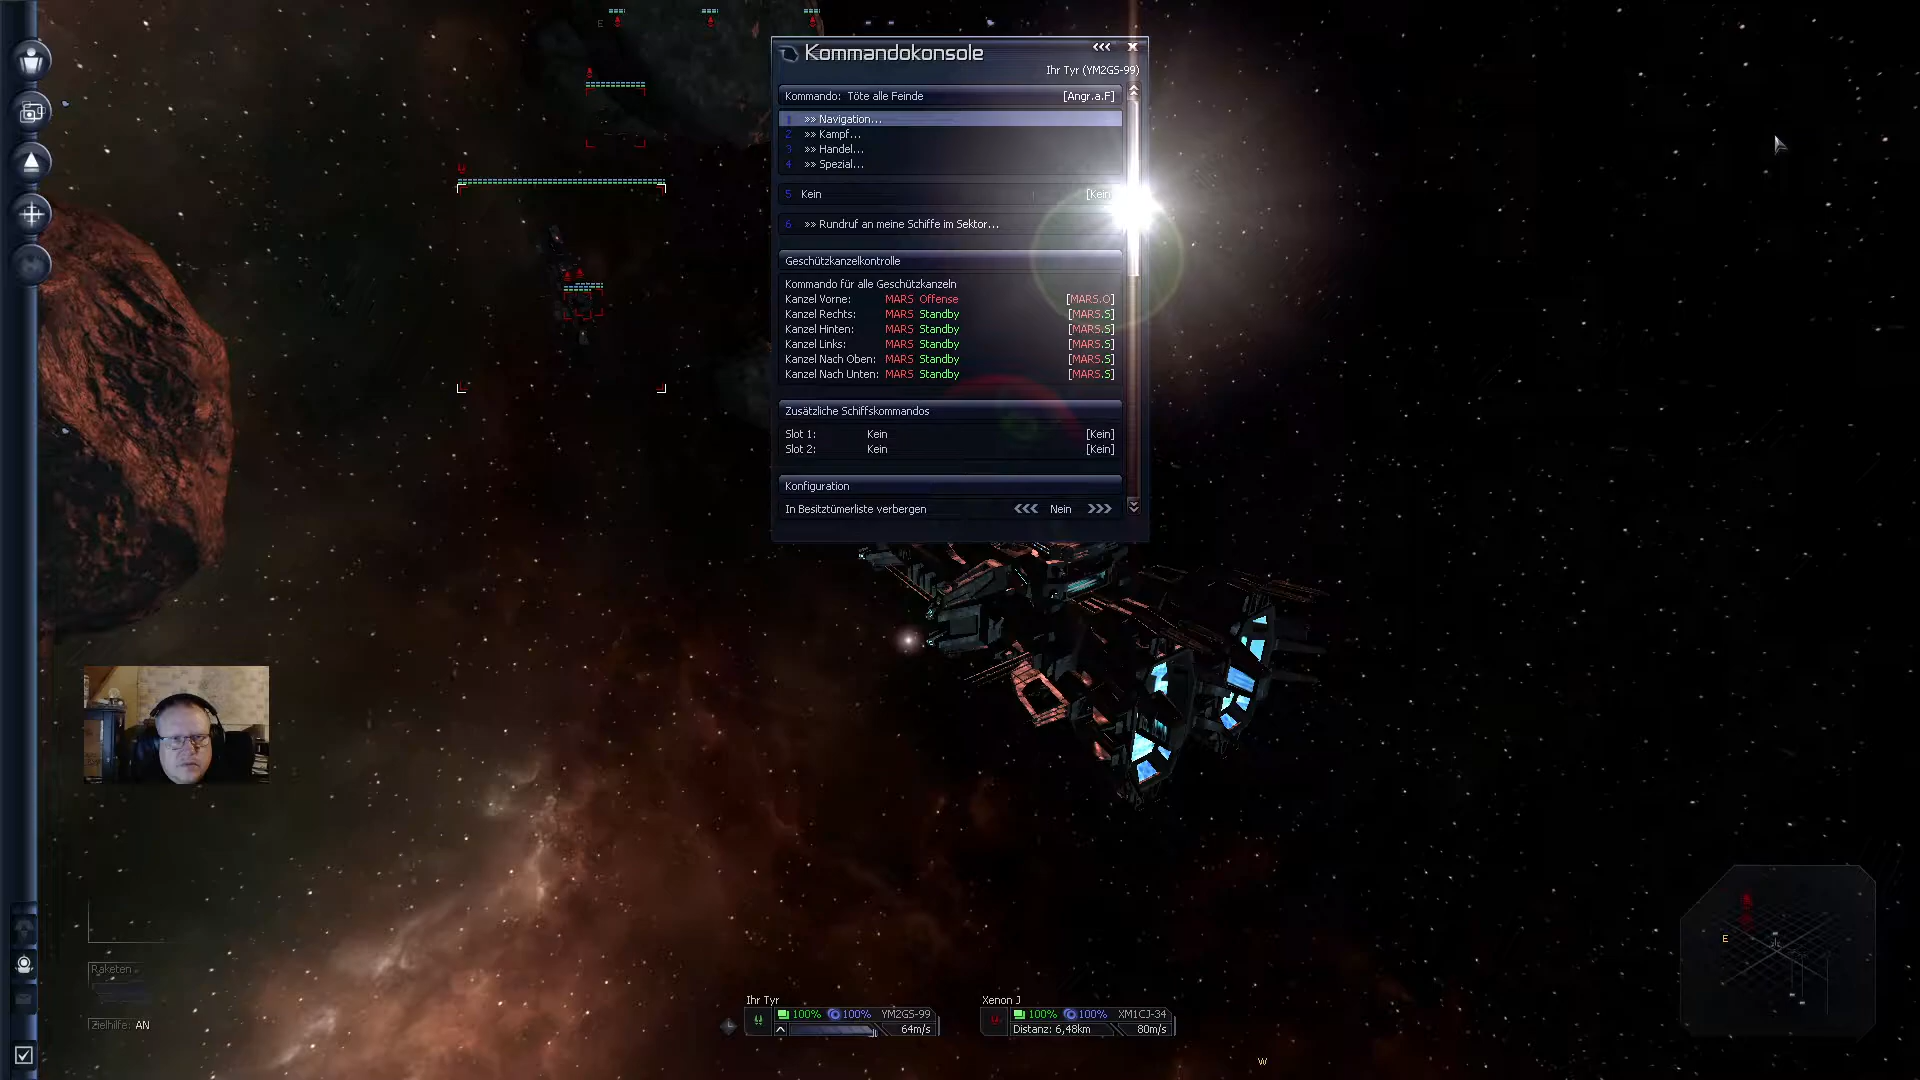 E
Kommandokonsole
Ihr Tyr (YM2GS-99)
Kommando: Töte alle Feinde [Angr.a.F]
1 >> Navigation...
2 >> Kampf...
3 >> Handel...
4 >> Spezial...
5 Kein [Kein]
6 >> Rundruf an meine Schiffe im Sektor...
Geschützkanzelkontrolle
Kommando für alle Geschützkanzeln
Kanzel Vorne: MARS Offense [MARS.O]
Kanzel Rechts: MARS Standby [MARS.S]
Kanzel Hinten: MARS Standby [MARS.S]
Kanzel Links: MARS Standby [MARS.S]
Kanzel Nach Oben: MARS Standby [MARS.S]
Kanzel Nach Unten: MARS Standby [MARS.S]
Zusätzliche Schiffskommandos
Slot 1: Kein [Kein]
Slot 2: Kein [Kein]
Konfiguration
In Besitztümerliste verbergen <<< Nein >>>
E
Raketen
Zielhilfe: AN
Ihr Tyr
100% 100% YM2GS-99
64m/s
Xenon J
100% 100% XM1CJ-34
Distanz: 6,48km 80m/s
W